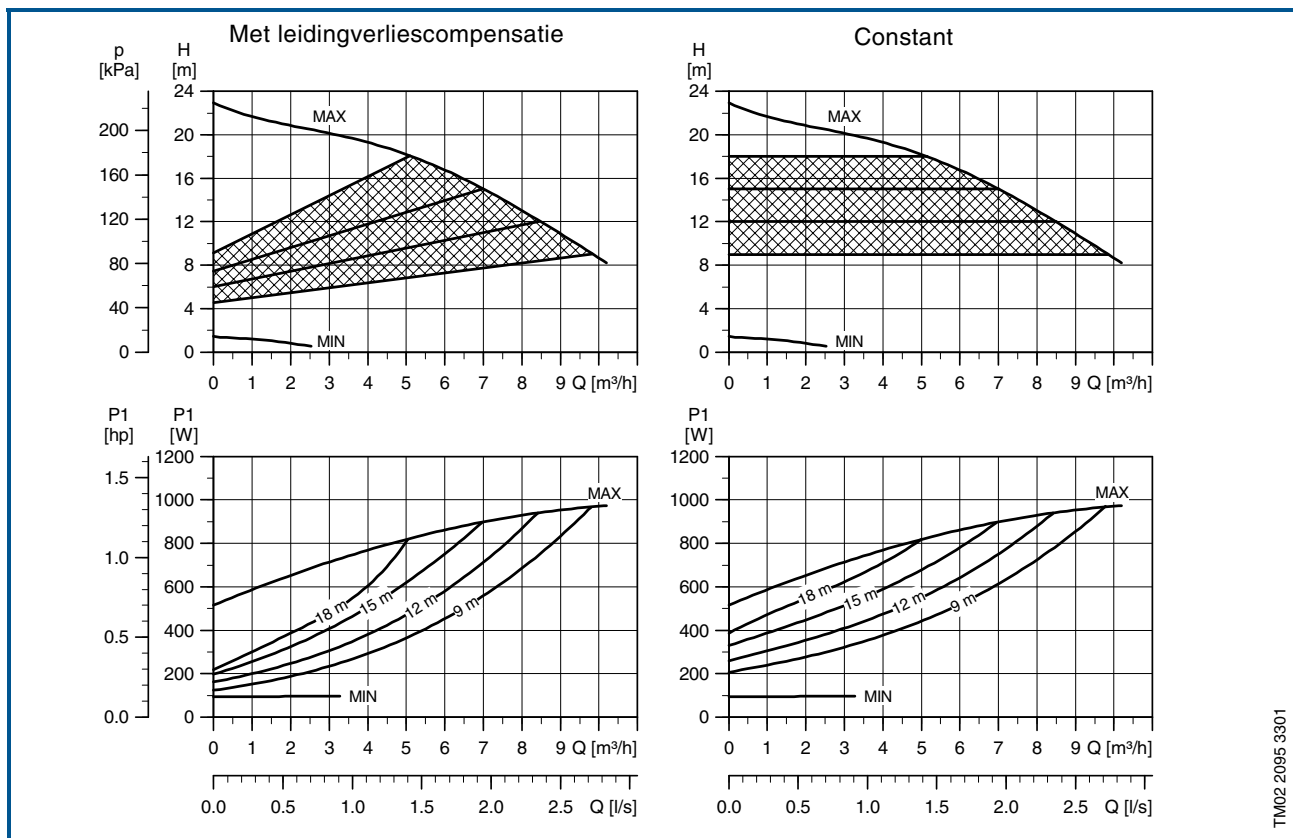 Met leidingverliescompensatie
Constant
p
[kPa]
H
[m]
H
[m]
24
20
16
12
8
4
0
200
160
120
80
40
0
MAX
MIN
0 1 2 3 4 5 6 7 8 9 Q [m³/h]
24
20
16
12
8
4
0
MAX
MIN
0 1 2 3 4 5 6 7 8 9 Q [m³/h]
P1
[hp]
P1
[W]
P1
[W]
1.5
1.0
0.5
0.0
1200
1000
800
600
400
200
0
MAX
18 m
15 m
12 m
9 m
MIN
0 1 2 3 4 5 6 7 8 9 Q [m³/h]
0.0 0.5 1.0 1.5 2.0 2.5 Q [l/s]
1200
1000
800
600
400
200
0
MAX
18 m
15 m
12 m
9 m
MIN
0 1 2 3 4 5 6 7 8 9 Q [m³/h]
0.0 0.5 1.0 1.5 2.0 2.5 Q [l/s]
TM02 2095 3301